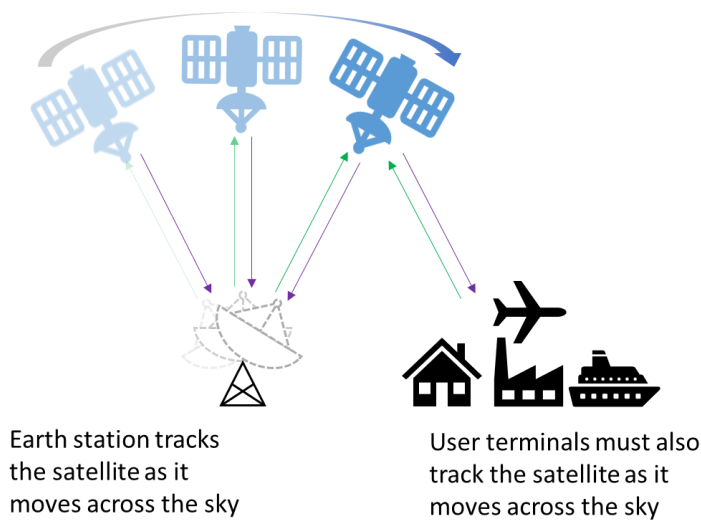 Earth station tracks
the satellite as it
moves across the sky
User terminals must also
track the satellite as it
moves across the sky